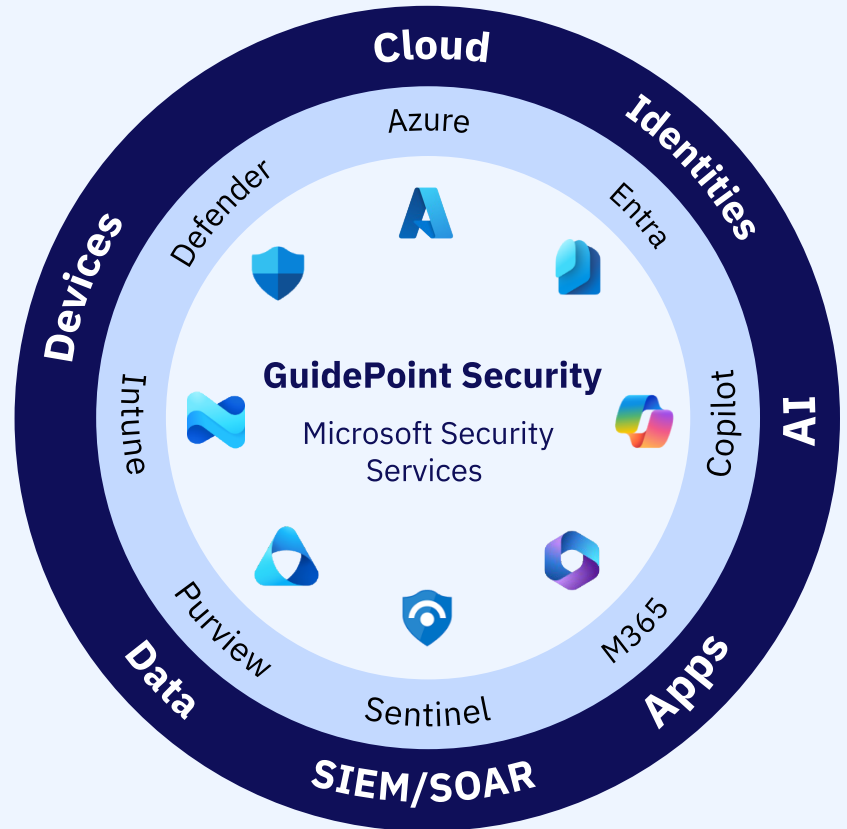 Cloud
Identities
AI
Apps
SIEM/SOAR
Data
Devices
Azure
Entra
Copilot
M365
Sentinel
Purview
Intune
Defender
GuidePoint Security
Microsoft Security
Services